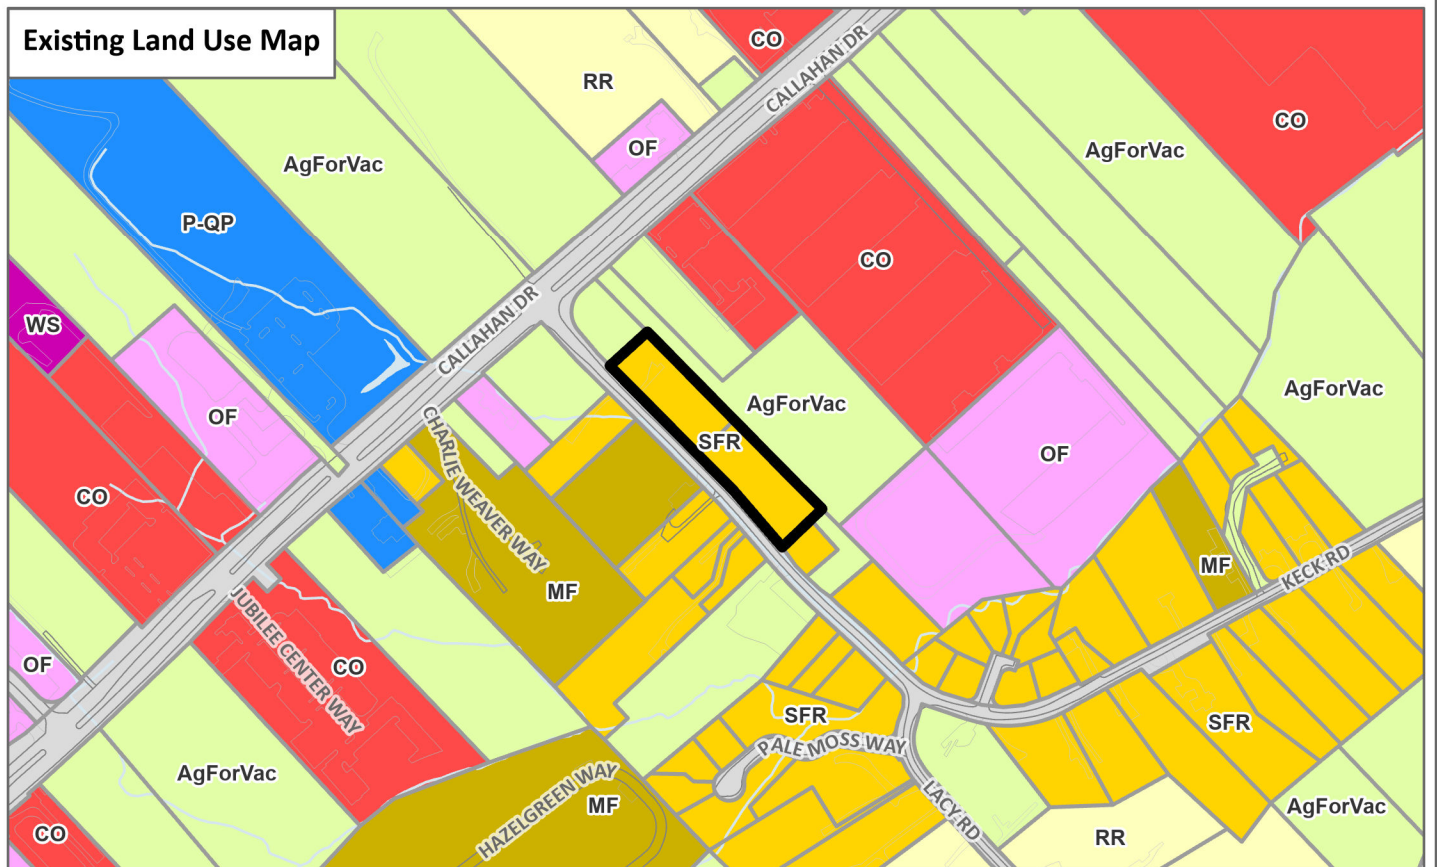 Existing Land Use Map
CO
CALLAHAN DR
RR
CO
OF
AgForVac
AgForVac
P-QP
CO
WS
CALLAHAN DR
AgForVac
AgForVac
OF
SFR
OF
CO
CHARLIE WEAVER WAY
MF
MF
KECK RD
JUBILEE CENTER WAY
OF
CO
SFR
SFR
PALE MOSS WAY
AgForVac
HAZELGREEN WAY
MF
LACY RD
AgForVac
CO
RR